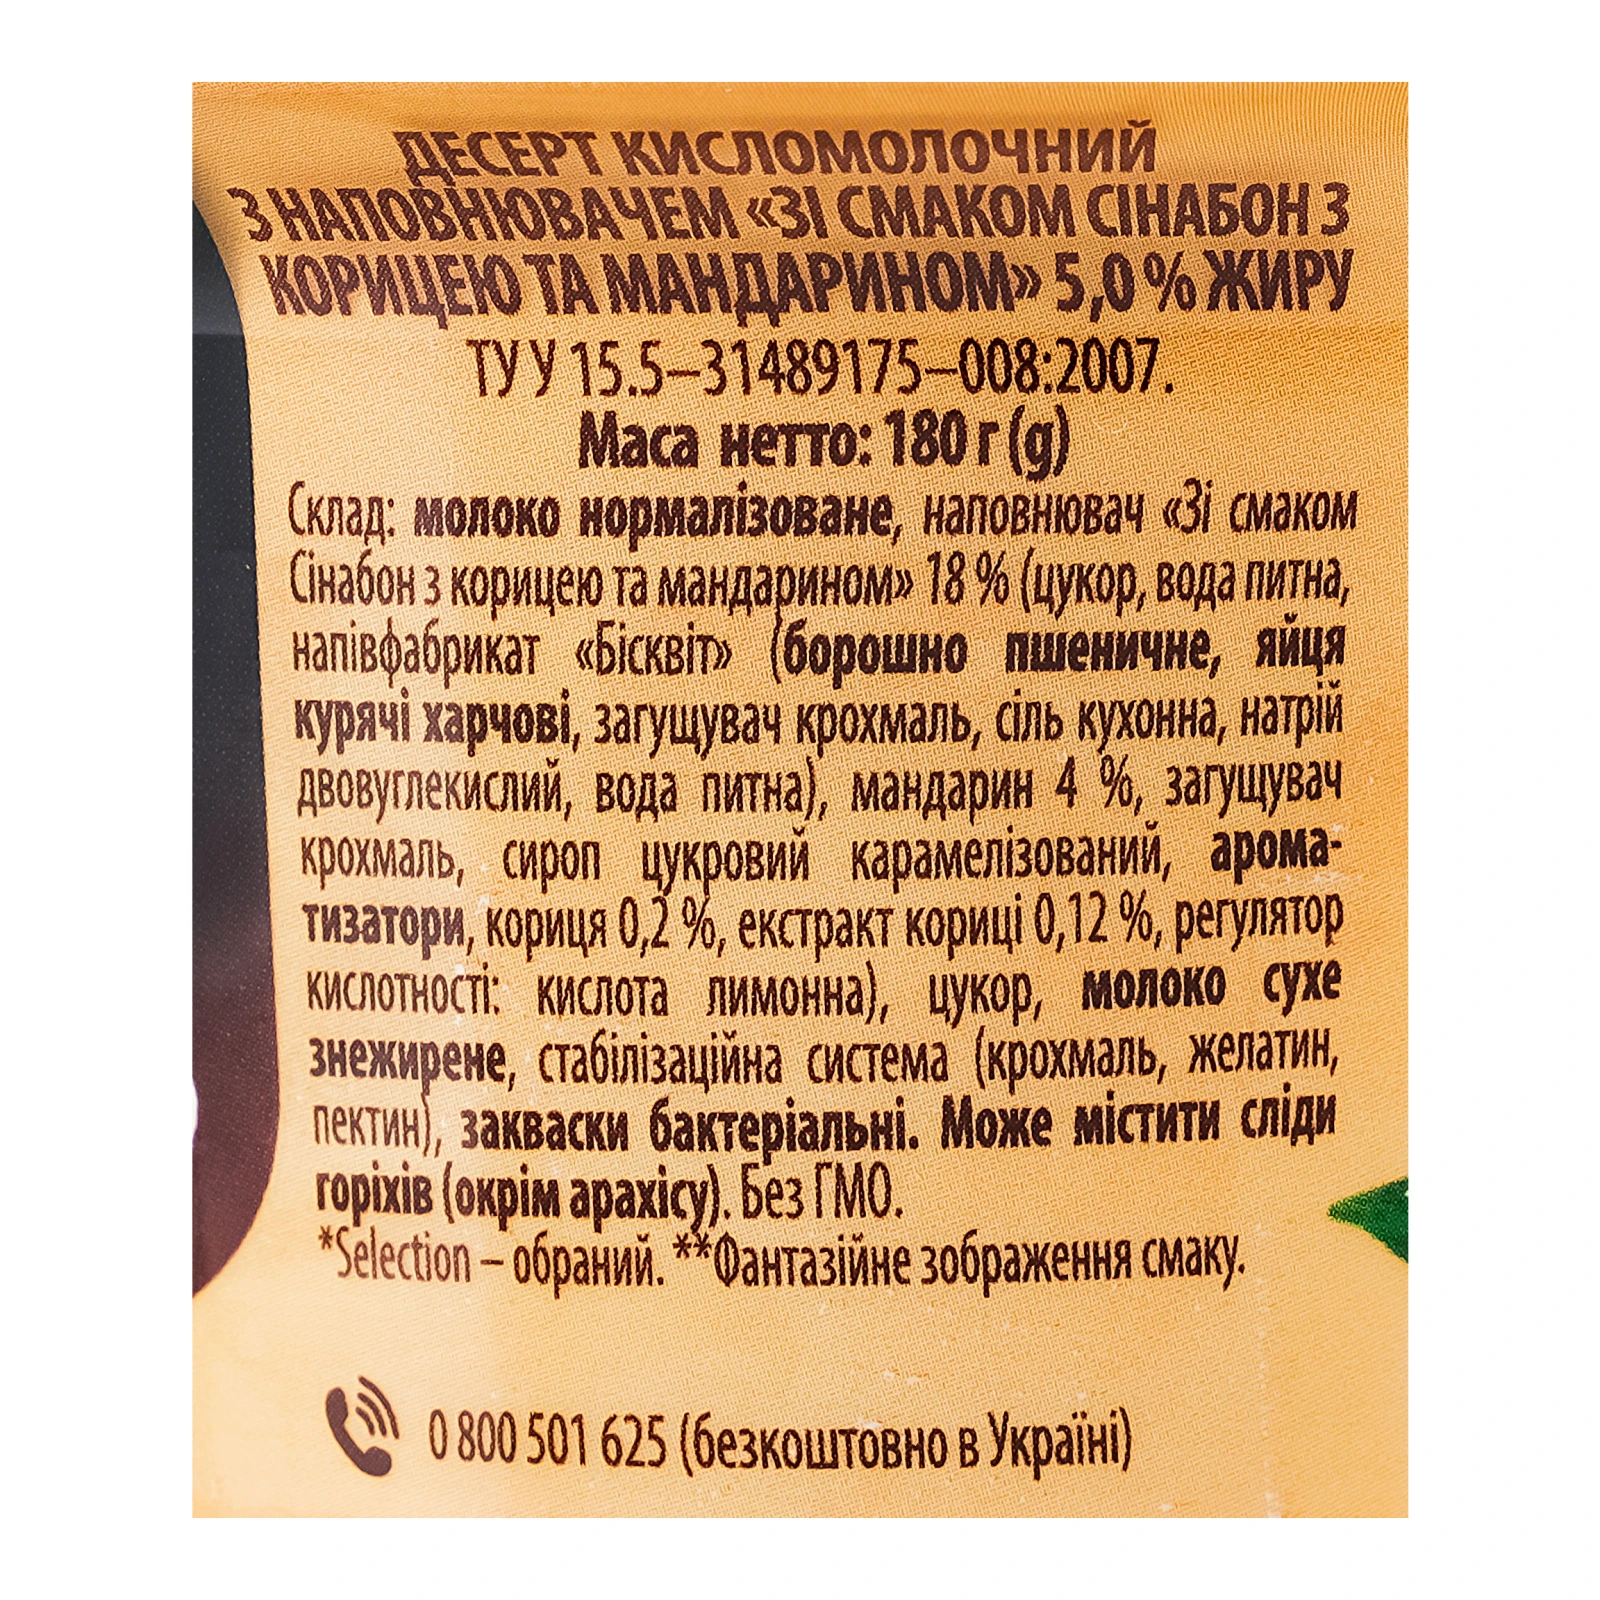 ДЕСЕРТ КИСЛОМОЛОЧНИЙ
З НАПОВНЮВАЧЕМ «ЗІ СМАКОМ СІНАБОН З
КОРИЦЕЮ ТА МАНДАРИНОМ» 5,0 % ЖИРУ
ТУ У 15.5–31489175–008:2007.
Маса нетто: 180 г (g)
Склад: молоко нормалізоване, наповнювач «Зі смаком
Сінабон з корицею та мандарином» 18 % (цукор, вода питна,
напівфабрикат «Бісквіт» (борошно пшеничне, яйця
курячі харчові, загущувач крохмаль, сіль кухонна, натрій
двовуглекислий, вода питна), мандарин 4 %, загущувач
крохмаль, сироп цукровий карамелізований, арома-
тизатори, кориця 0,2 %, екстракт кориці 0,12 %, регулятор
кислотності: кислота лимонна), цукор, молоко сухе
знежирене, стабілізаційна система (крохмаль, желатин,
пектин), закваски бактеріальні. Може містити сліди
горіхів (окрім арахісу). Без ГМО.
*Selection – обраний. **Фантазійне зображення смаку.
0 800 501 625 (безкоштовно в Україні)